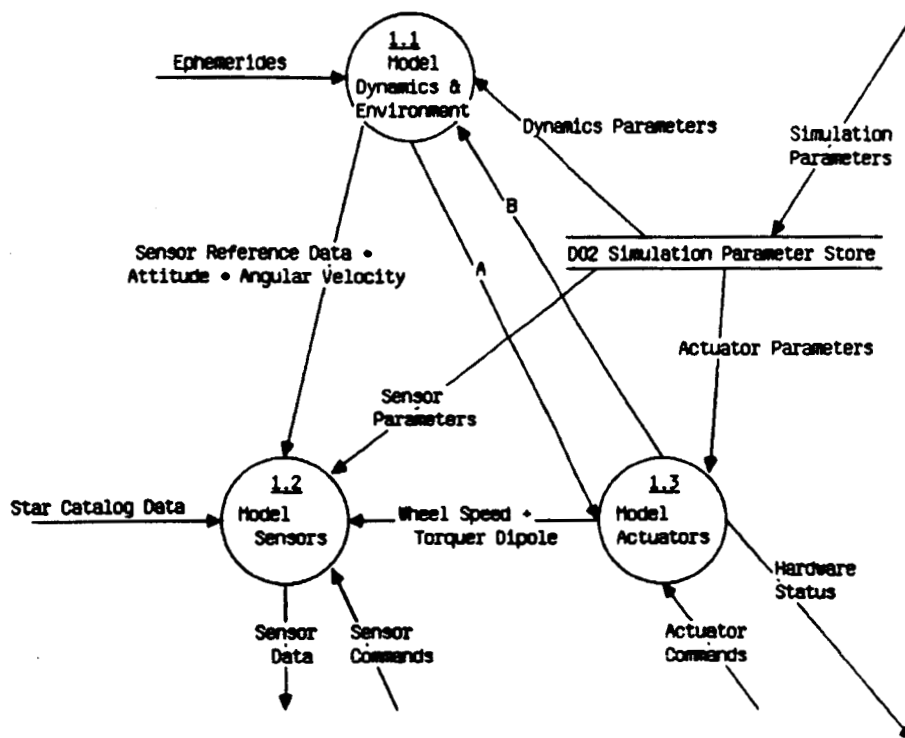 1.1
Model
Dynamics &
Environment
Ephemerides
Dynamics Parameters
Simulation
Parameters
B
A
Sensor Reference Data •
Attitude • Angular Velocity
D02 Simulation Parameter Store
Actuator Parameters
Sensor
Parameters
1.2
Model
Sensors
Star Catalog Data
Wheel Speed +
Torquer Dipole
1.3
Model
Actuators
Hardware
Status
Sensor
Data
Sensor
Commands
Actuator
Commands